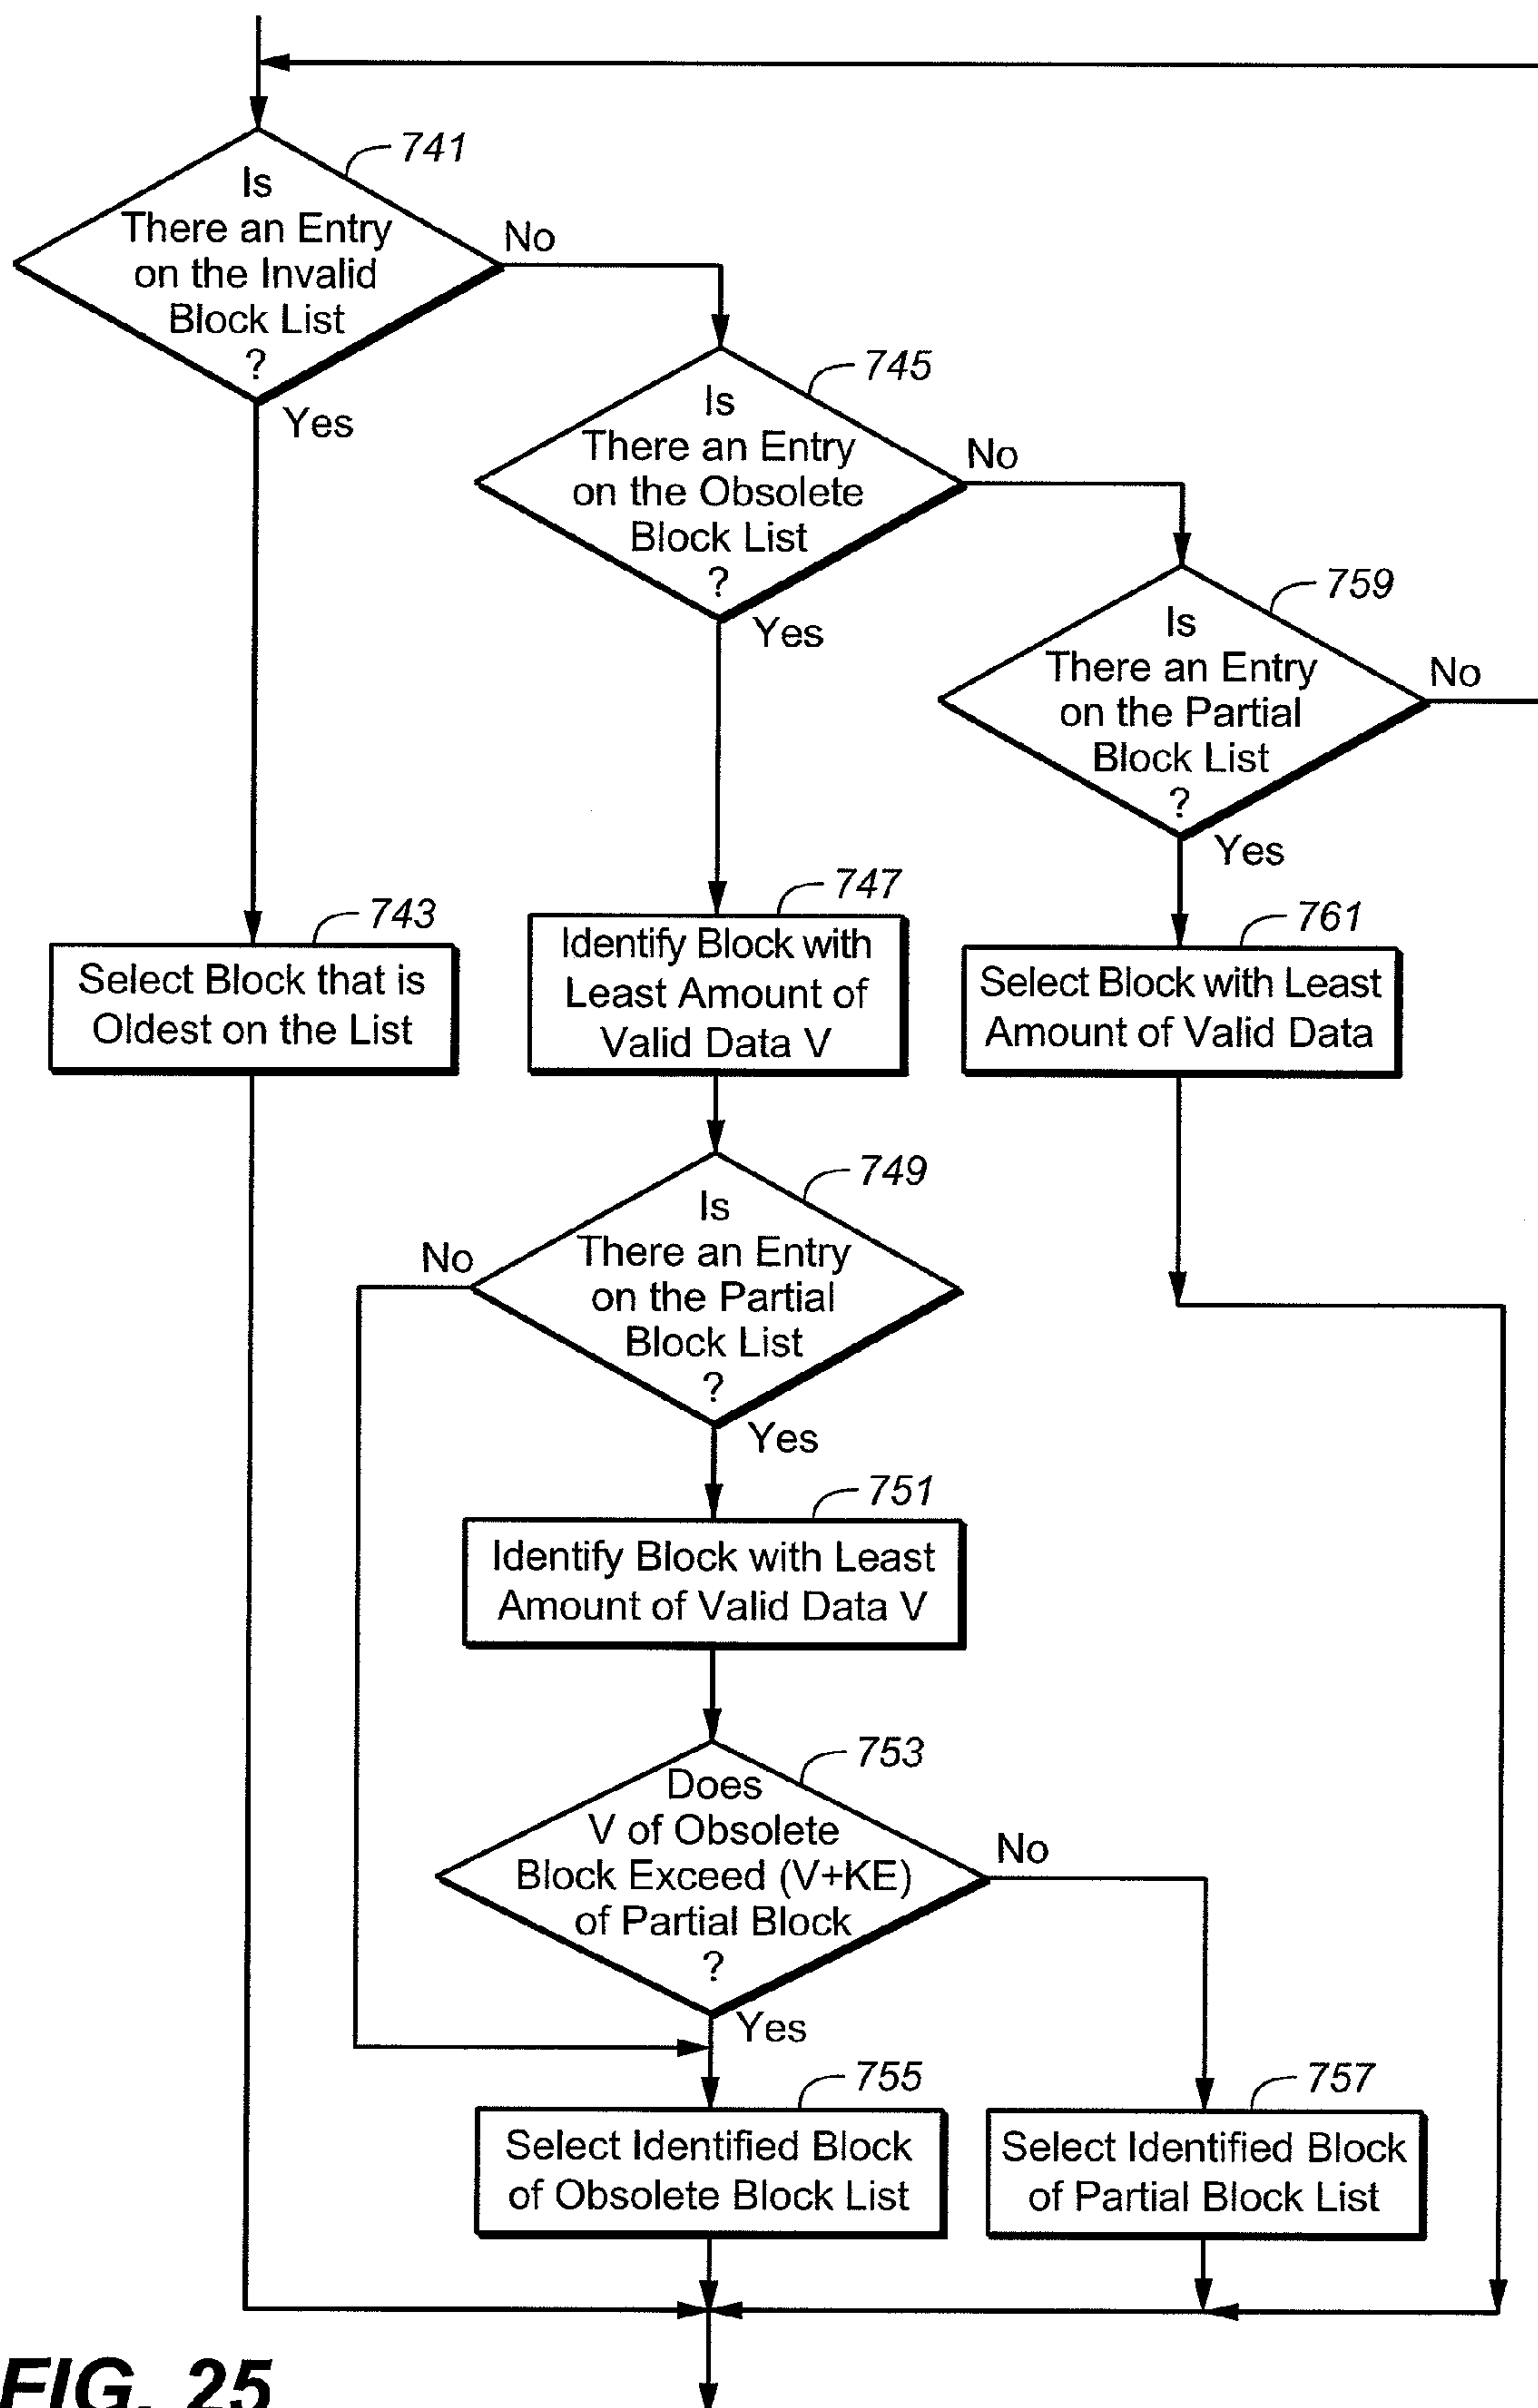 741
Is
There an Entry
on the Invalid
Block List
?
No
Yes
745
Is
There an Entry
on the Obsolete
Block List
?
No
Yes
759
Is
There an Entry
on the Partial
Block List
?
No
Yes
743
Select Block that is
Oldest on the List
747
Identify Block with
Least Amount of
Valid Data V
761
Select Block with Least
Amount of Valid Data
749
Is
There an Entry
on the Partial
Block List
?
No
Yes
751
Identify Block with Least
Amount of Valid Data V
753
Does
V of Obsolete
Block Exceed (V+KE)
of Partial Block
?
No
Yes
755
Select Identified Block
of Obsolete Block List
757
Select Identified Block
of Partial Block List
FIG. 25